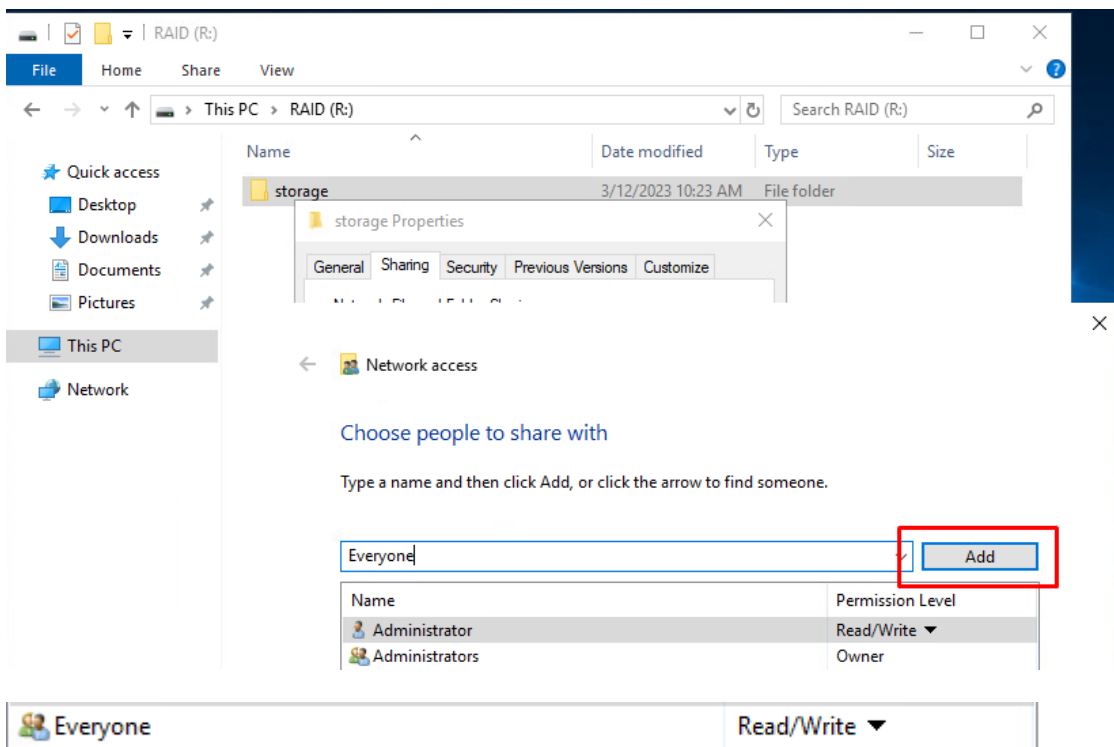 RAID (R:)
File Home Share View
This PC > RAID (R:) Search RAID (R:)
Name Date modified Type Size
Quick access
storage 3/12/2023 10:23 AM File folder
Desktop
storage Properties
Downloads
General Sharing Security Previous Versions Customize
Documents
Pictures
This PC
Network access
Network
Choose people to share with
Type a name and then click Add, or click the arrow to find someone.
Everyone Add
Name Permission Level
Administrator Read/Write
Administrators Owner
Everyone Read/Write